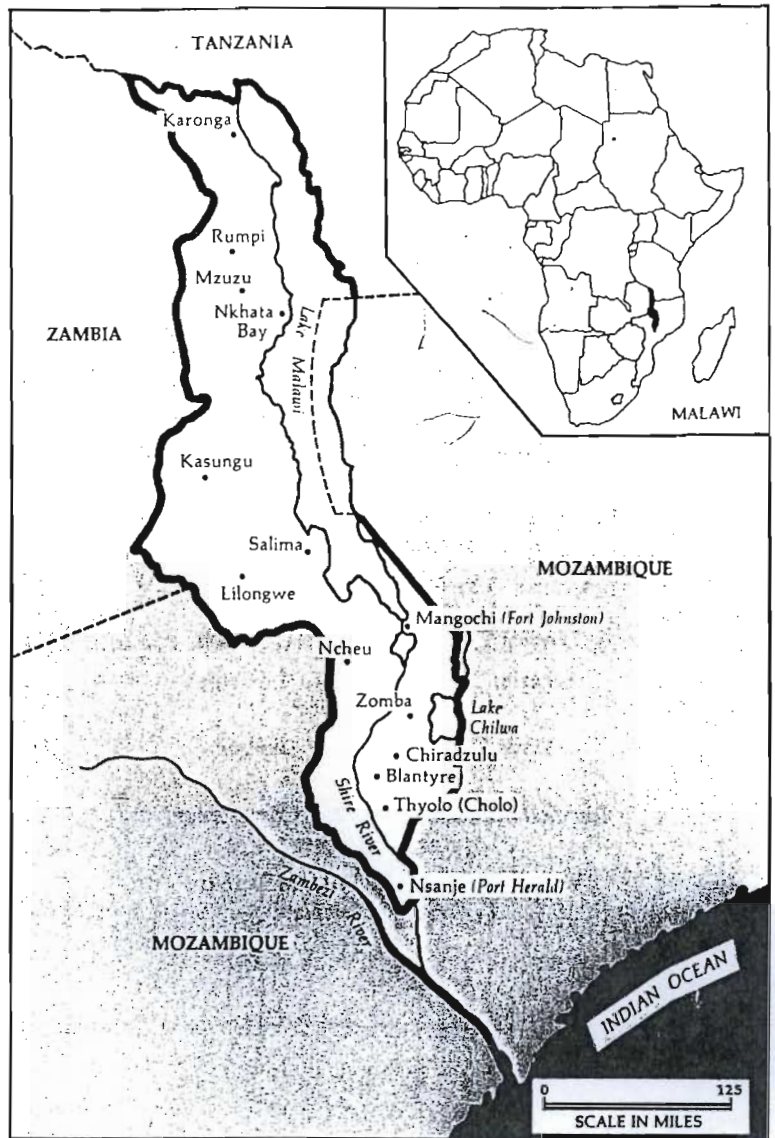 TANZANIA
Karonga
Rumpi
Mzuzu
Nkhata
Bay
Lake Malawi
ZAMBIA
MALAWI
Kasungu
Salima
Lilongwe
MOZAMBIQUE
Mangochi (Fort Johnston)
Ncheu
Zomba
Lake
Chilwa
Chiradzulu
Blantyre
Thyolo (Cholo)
Shire River
Nsanje (Port Herald)
Zambezi River
MOZAMBIQUE
INDIAN OCEAN
0 125
SCALE IN MILES